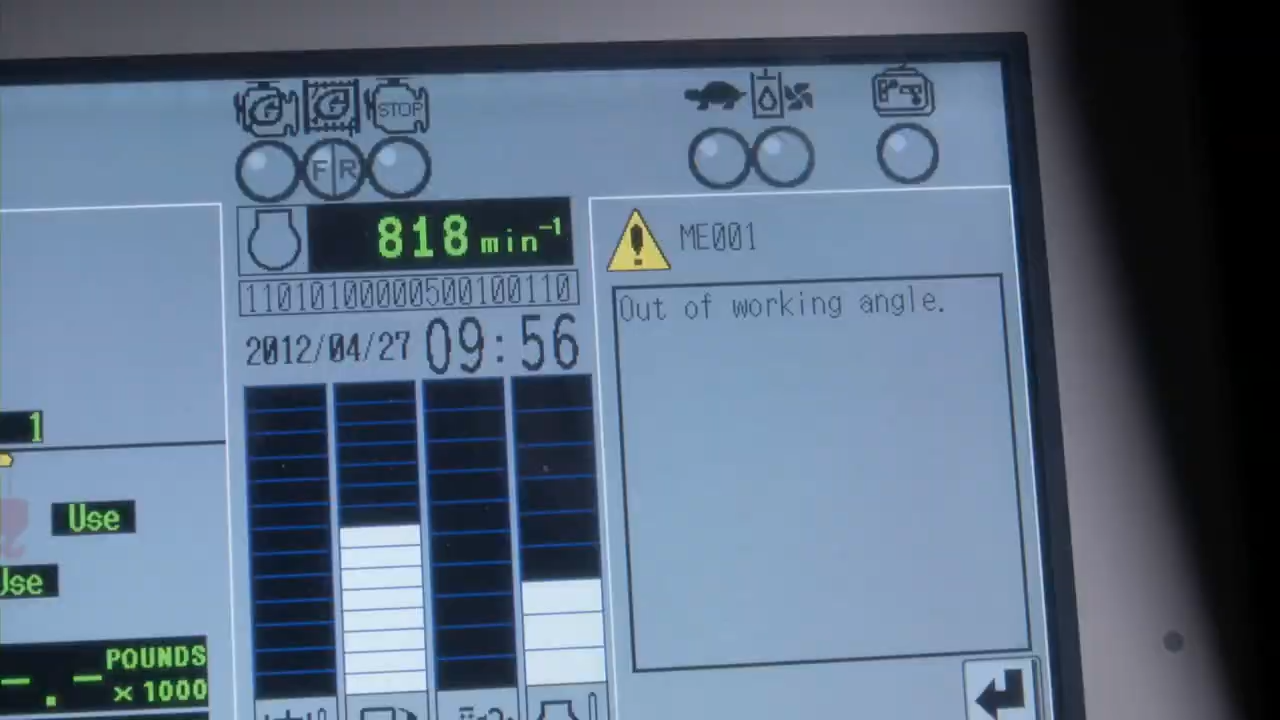 G G STOP
F R
818 min⁻¹
ME001
11010100000500100110
Out of working angle.
2012/04/27 09:56
1
Use
Use
POUNDS
-.- x 1000